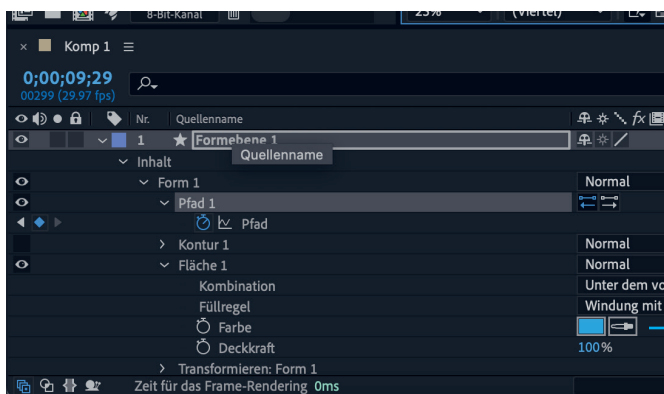 8-Bit-Kanal 25% (Viertel)
Komp 1
0;00;09;29
00299 (29.97 fps)
Nr. Quellenname fx
1 Formebene 1
Quellenname
Inhalt
Form 1 Normal
Pfad 1
Pfad
Kontur 1 Normal
Fläche 1 Normal
Kombination Unter dem vo
Füllregel Windung mit
Farbe
Deckkraft 100%
Transformieren: Form 1
Zeit für das Frame-Rendering 0ms